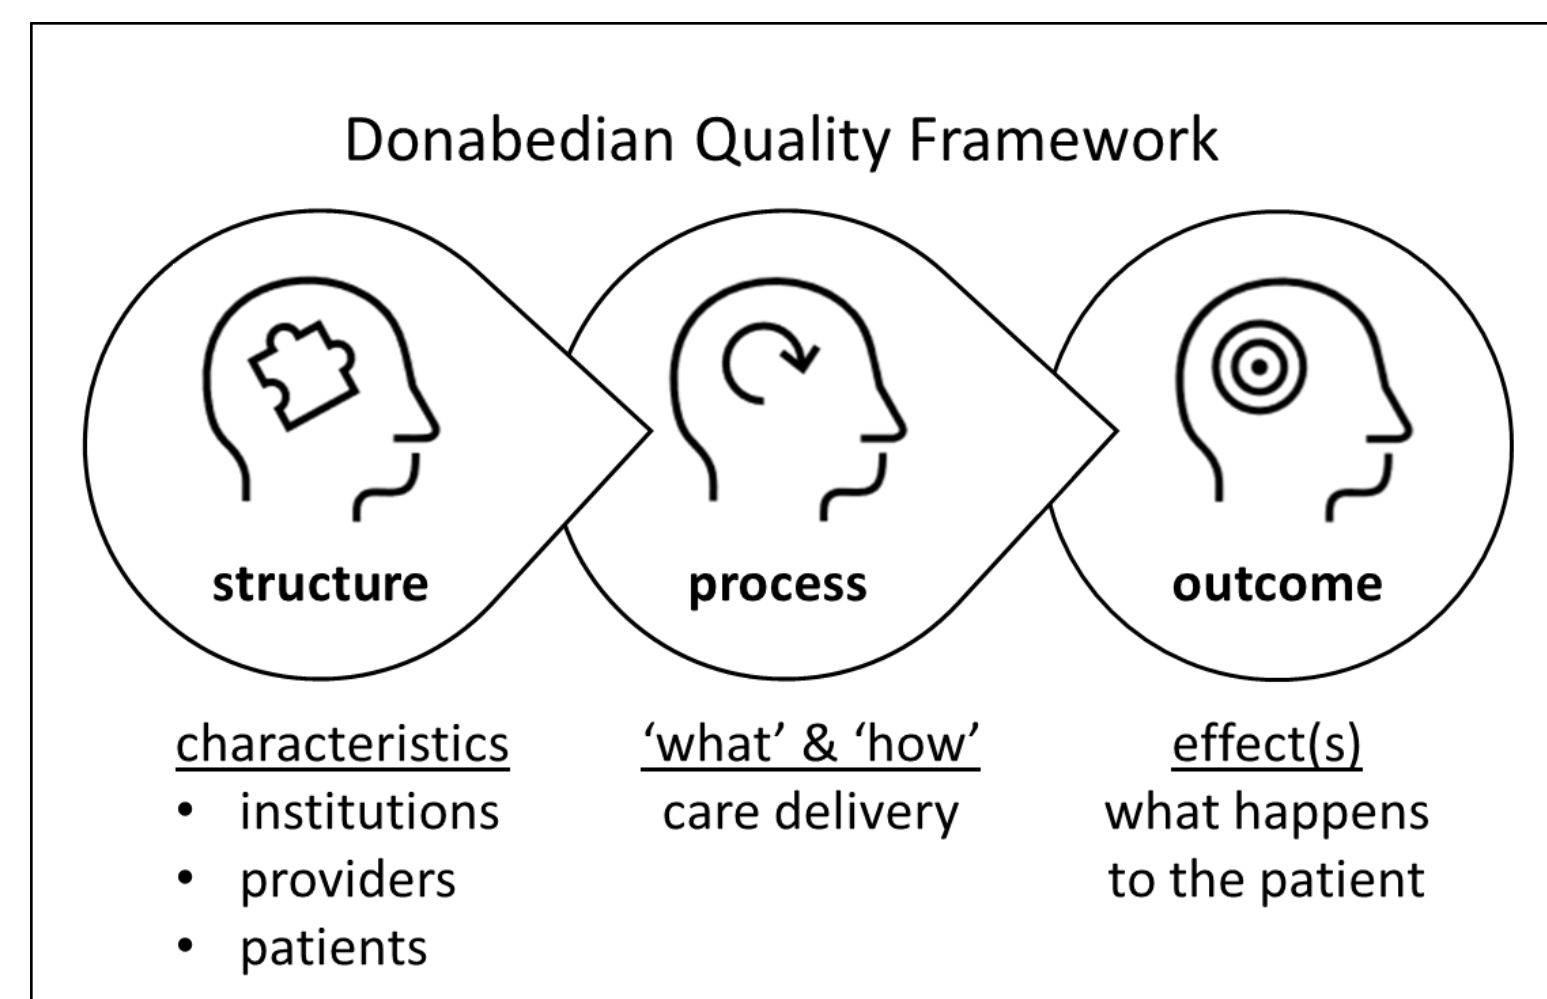 Donabedian Quality Framework
structure
process
outcome
characteristics
• institutions
• providers
• patients
‘what’ & ‘how’
care delivery
effect(s)
what happens
to the patient